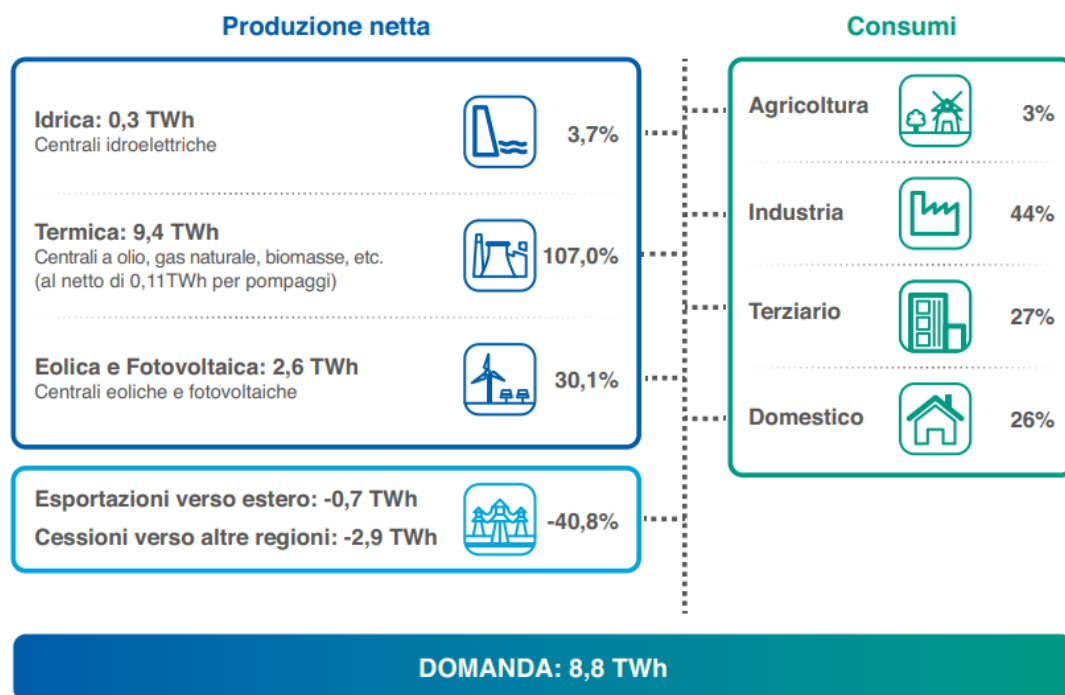 Produzione netta
Idrica: 0,3 TWh
Centrali idroelettriche
3,7%
Termica: 9,4 TWh
Centrali a olio, gas naturale, biomasse, etc.
(al netto di 0,11TWh per pompaggi)
107,0%
Eolica e Fotovoltaica: 2,6 TWh
Centrali eoliche e fotovoltaiche
30,1%
Esportazioni verso estero: -0,7 TWh
Cessioni verso altre regioni: -2,9 TWh
-40,8%
Consumi
Agricoltura
3%
Industria
44%
Terziario
27%
Domestico
26%
DOMANDA: 8,8 TWh